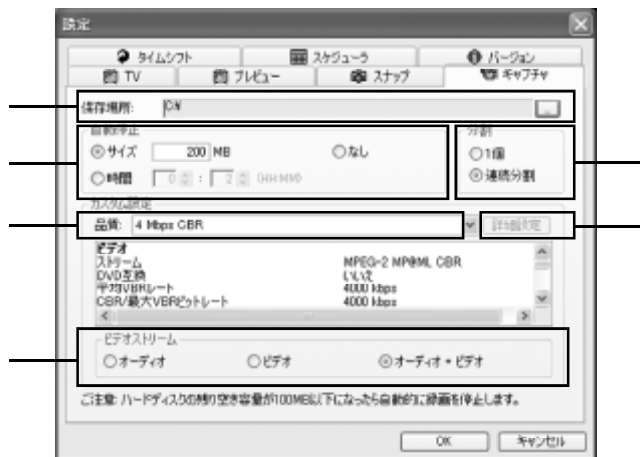 設定
タイムシフト スケジューラ バージョン
TV プレビュー スナップ キャプチャ
保存場所: D:¥ ...
自動停止 分割
サイズ 200 MB なし 1個
時間 0 : 2 (HH:MM) 連続分割
カスタム設定
品質: 4 Mbps CBR 詳細設定
ビデオ
ストリーム MPEG-2 MP@ML CBR
DVD互換 いいえ
平均VBRレート 4000 kbps
CBR/最大VBRビットレート 4000 kbps
ビデオストリーム
オーディオ ビデオ オーディオ + ビデオ
ご注意: ハードディスクの残り空き容量が100MB以下になったら自動的に録画を停止します。
OK キャンセル